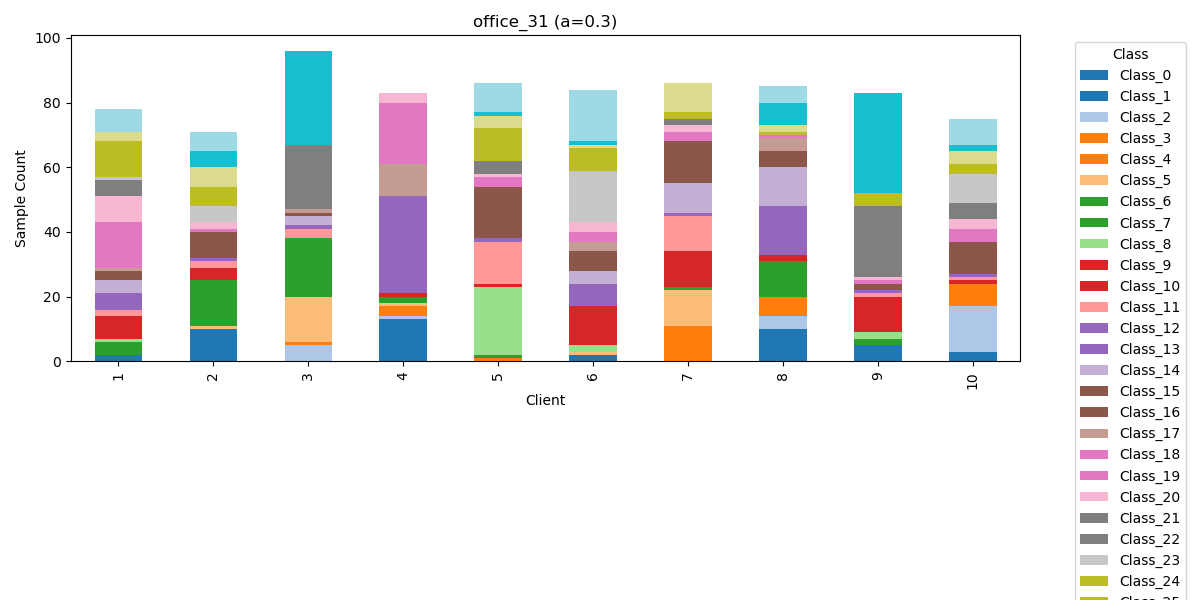 office_31 (a=0.3)
Sample Count
100
80
60
40
20
0
1 2 3 4 5 6 7 8 9 10
Client
Class
Class_0
Class_1
Class_2
Class_3
Class_4
Class_5
Class_6
Class_7
Class_8
Class_9
Class_10
Class_11
Class_12
Class_13
Class_14
Class_15
Class_16
Class_17
Class_18
Class_19
Class_20
Class_21
Class_22
Class_23
Class_24
Class_25